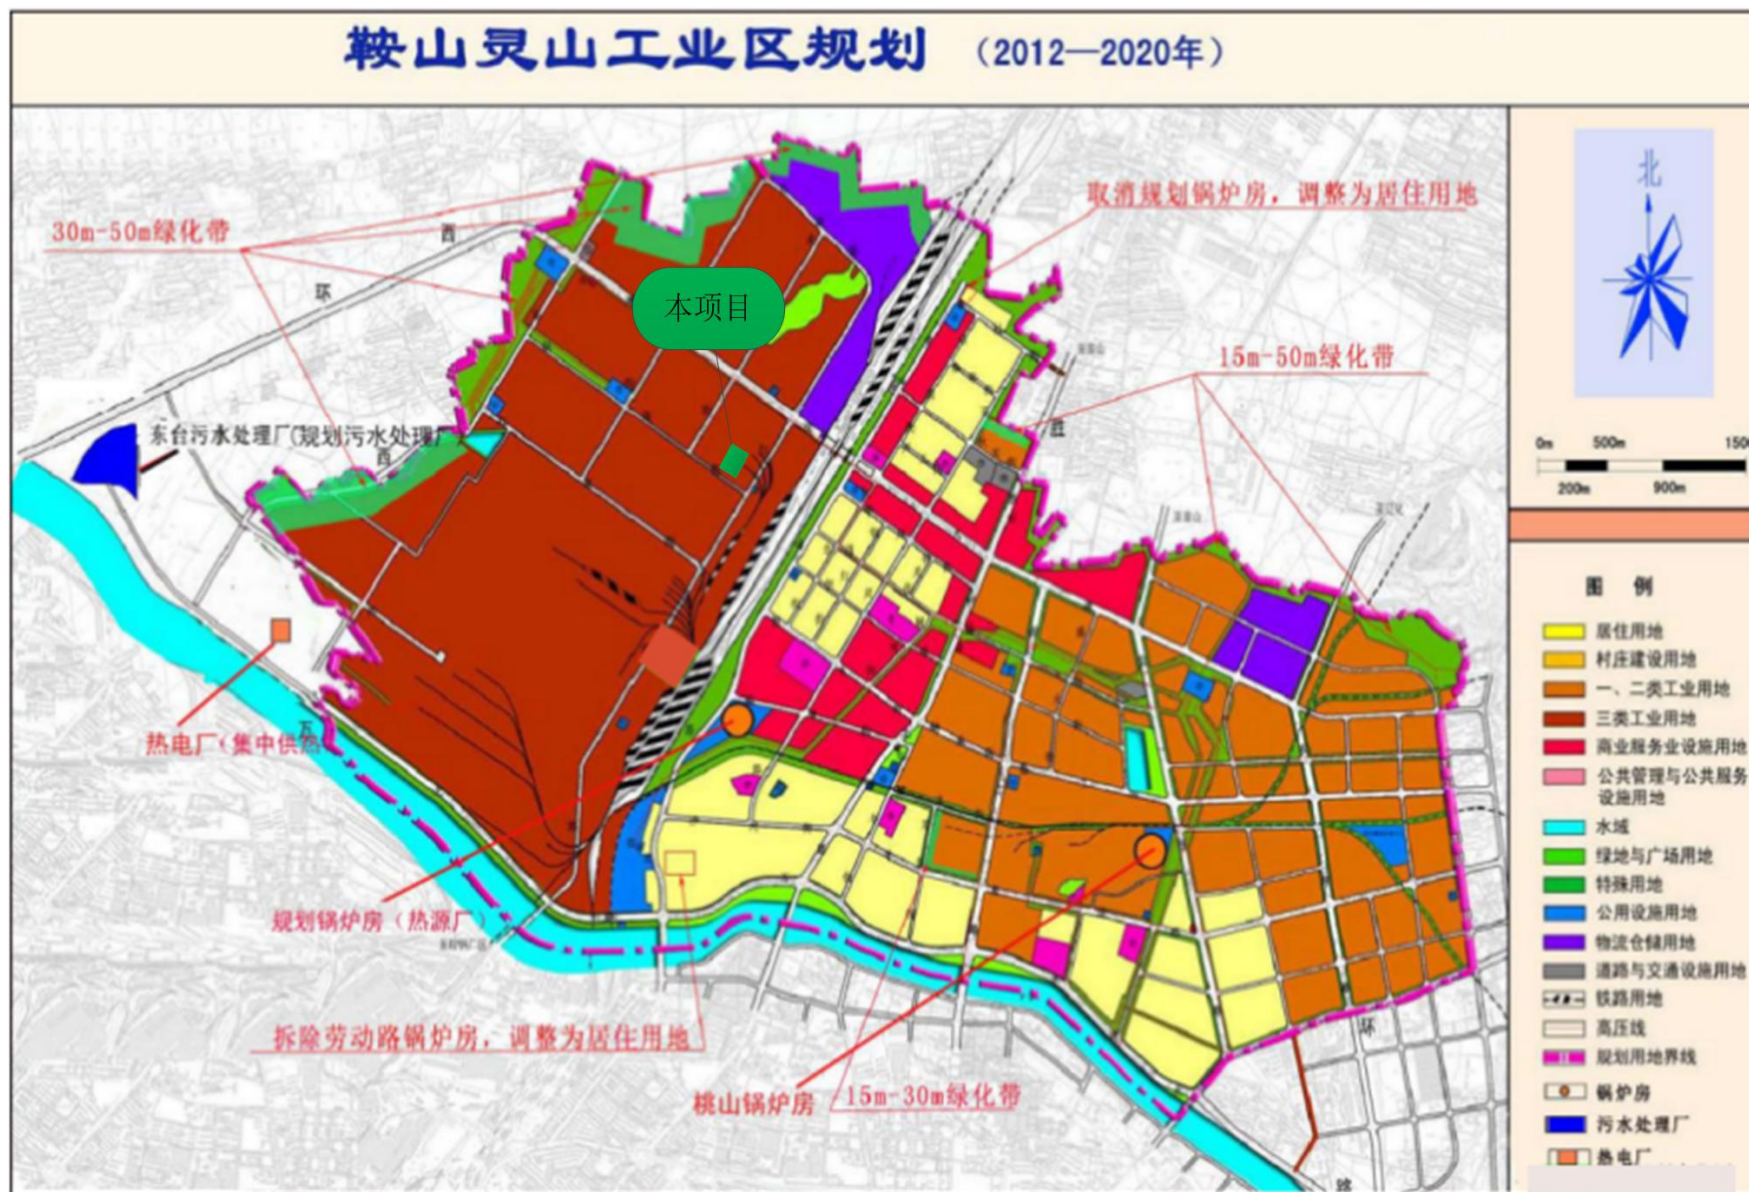 鞍山灵山工业区规划 （2012—2020年）
北
取消规划锅炉房，调整为居住用地
30m-50m绿化带
西
环
本项目
15m-50m绿化带
胜
0m 500m 1500
200m 900m
东台污水处理厂(规划污水处理厂)
西
图 例
居住用地
村庄建设用地
一、二类工业用地
三类工业用地
商业服务业设施用地
公共管理与公共服务
设施用地
水域
绿地与广场用地
特殊用地
公用设施用地
物流仓储用地
道路与交通设施用地
铁路用地
高压线
规划用地界线
锅炉房
污水处理厂
热电厂
万
热电厂(集中供热
规划锅炉房（热源厂）
拆除劳动路锅炉房，调整为居住用地
桃山锅炉房
15m-30m绿化带
环
路